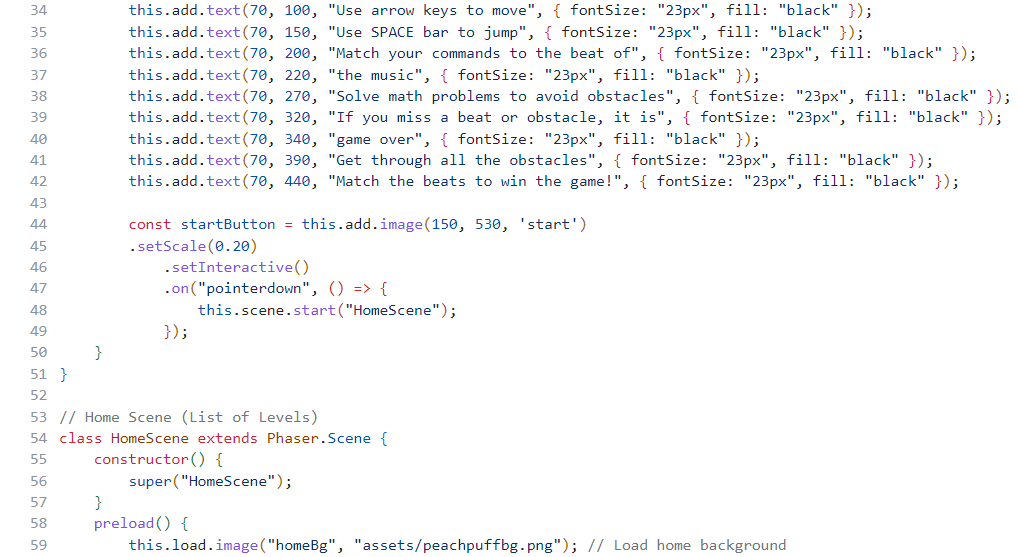 34 this.add.text(70, 100, "Use arrow keys to move", { fontSize: "23px", fill: "black" });
35 this.add.text(70, 150, "Use SPACE bar to jump", { fontSize: "23px", fill: "black" });
36 this.add.text(70, 200, "Match your commands to the beat of", { fontSize: "23px", fill: "black" });
37 this.add.text(70, 220, "the music", { fontSize: "23px", fill: "black" });
38 this.add.text(70, 270, "Solve math problems to avoid obstacles", { fontSize: "23px", fill: "black" });
39 this.add.text(70, 320, "If you miss a beat or obstacle, it is", { fontSize: "23px", fill: "black" });
40 this.add.text(70, 340, "game over", { fontSize: "23px", fill: "black" });
41 this.add.text(70, 390, "Get through all the obstacles", { fontSize: "23px", fill: "black" });
42 this.add.text(70, 440, "Match the beats to win the game!", { fontSize: "23px", fill: "black" });
43
44 const startButton = this.add.image(150, 530, 'start')
45 .setScale(0.20)
46 .setInteractive()
47 .on("pointerdown", () => {
48 this.scene.start("HomeScene");
49 });
50 }
51 }
52
53 // Home Scene (List of Levels)
54 class HomeScene extends Phaser.Scene {
55 constructor() {
56 super("HomeScene");
57 }
58 preload() {
59 this.load.image("homeBg", "assets/peachpuffbg.png"); // Load home background